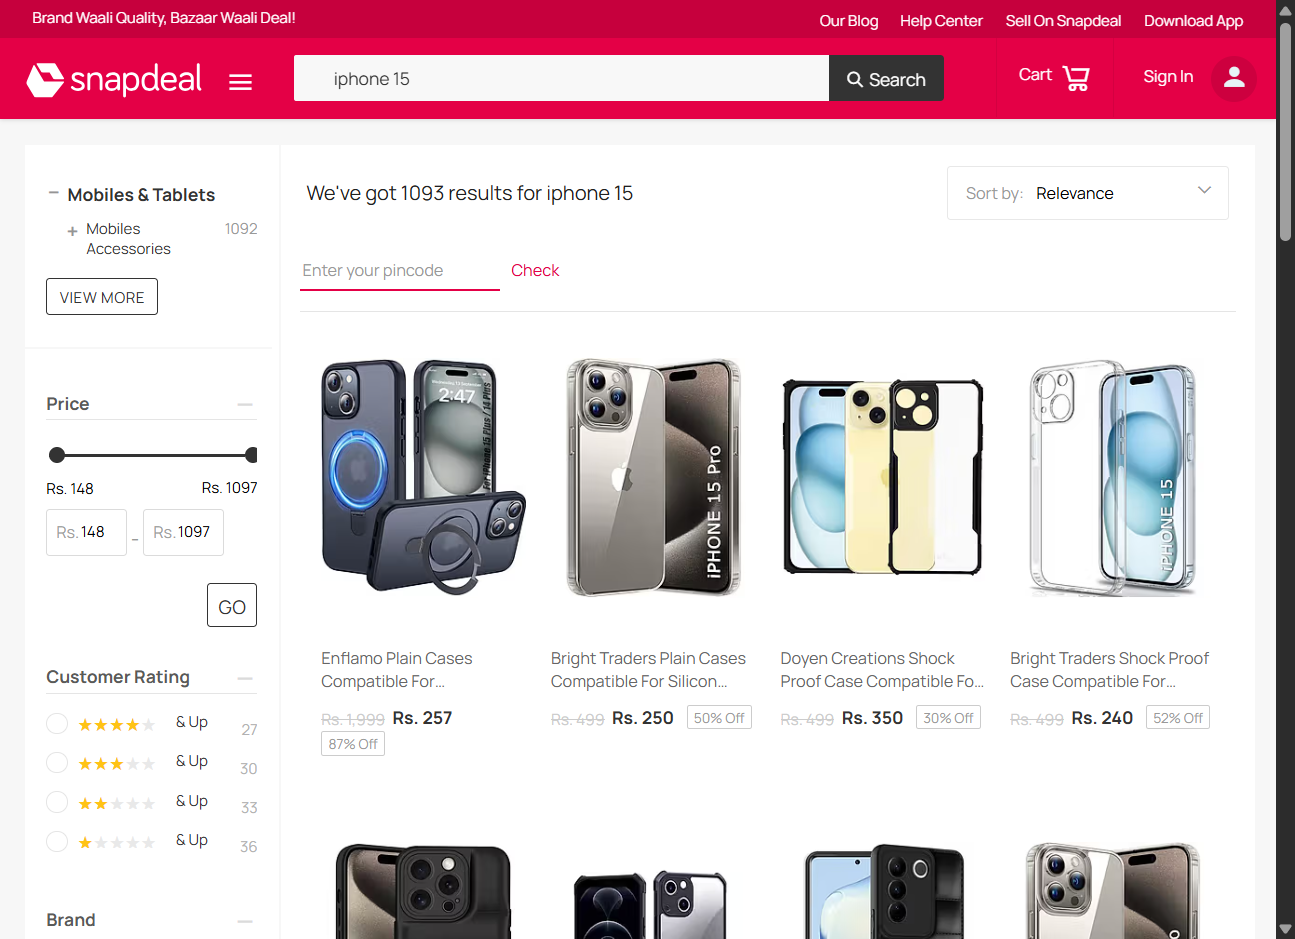 Brand Waali Quality, Bazaar Waali Deal!
Our Blog
Help Center
Sell On Snapdeal
Download App
snapdeal
iphone 15
Search
Cart
Sign In
Mobiles & Tablets
Mobiles Accessories
1092
VIEW MORE
Price
Rs. 148
Rs. 1097
Rs. 148
-
Rs. 1097
GO
Customer Rating
& Up
27
& Up
30
& Up
33
& Up
36
Brand
We've got 1093 results for iphone 15
Sort by: Relevance
Enter your pincode
Check
2:47
For iPhone 15 Plus / 14 Plus
Enflamo Plain Cases
Compatible For...
Rs. 1,999 Rs. 257
87% Off
iPHONE 15 Pro
Bright Traders Plain Cases
Compatible For Silicon...
Rs. 499 Rs. 250 50% Off
Doyen Creations Shock
Proof Case Compatible Fo...
Rs. 499 Rs. 350 30% Off
iPHONE 15
Bright Traders Shock Proof
Case Compatible For...
Rs. 499 Rs. 240 52% Off